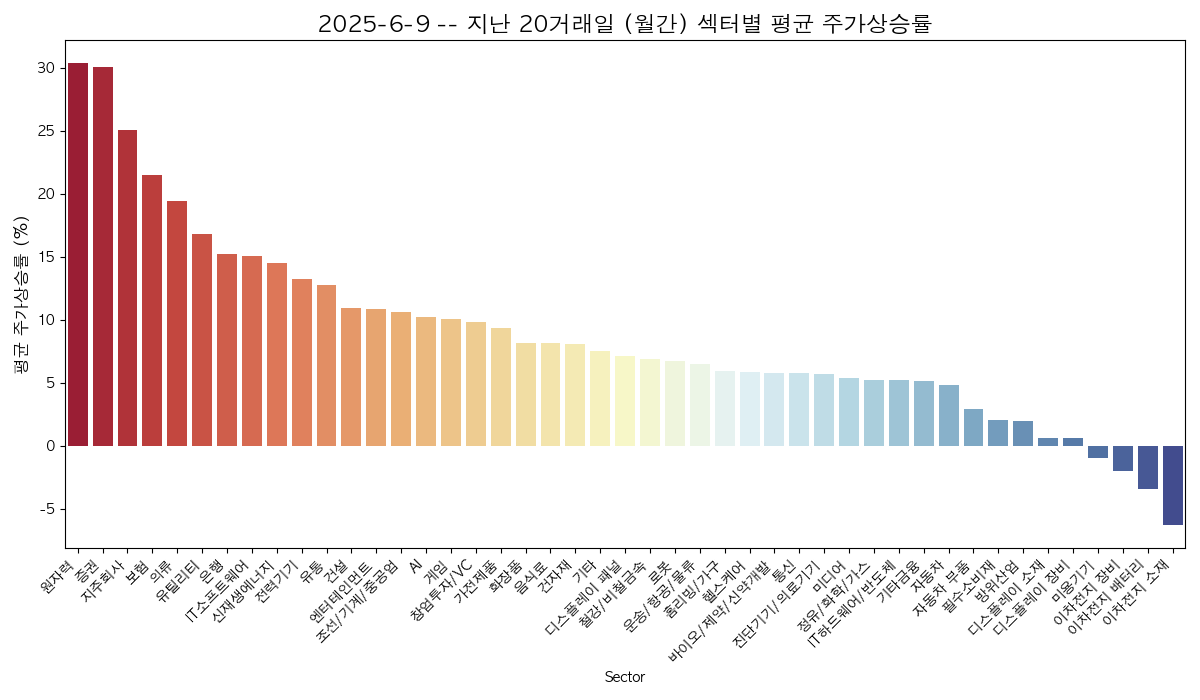 2025-6-9 -- 지난 20거래일 (월간) 섹터별 평균 주가상승률
평균 주가상승률 (%)
30
25
20
15
10
5
0
-5
원자력
증권
지주회사
보험
의류
유틸리티
은행
IT소프트웨어
신재생에너지
전력기기
유통
건설
엔터테인먼트
조선/기계/중공업
AI
게임
창업투자/VC
가전제품
화장품
음식료
건자재
기타
디스플레이 패널
철강/비철금속
로봇
운송/항공/물류
홈리빙/가구
헬스케어
바이오/제약/신약개발
통신
진단기기/의료기기
미디어
정유/화학/가스
IT하드웨어/반도체
기타금융
자동차
자동차 부품
필수소비재
방위산업
디스플레이 소재
디스플레이 장비
미용기기
이차전지 장비
이차전지 배터리
이차전지 소재
Sector